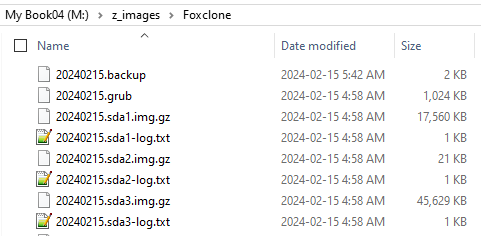 My Book04 (M:) > z_images > Foxclone
Name Date modified Size
20240215.backup 2024-02-15 5:42 AM 2 KB
20240215.grub 2024-02-15 4:58 AM 1,024 KB
20240215.sda1.img.gz 2024-02-15 4:58 AM 17,560 KB
20240215.sda1-log.txt 2024-02-15 4:58 AM 1 KB
20240215.sda2.img.gz 2024-02-15 4:58 AM 21 KB
20240215.sda2-log.txt 2024-02-15 4:58 AM 1 KB
20240215.sda3.img.gz 2024-02-15 4:58 AM 45,629 KB
20240215.sda3-log.txt 2024-02-15 4:58 AM 1 KB